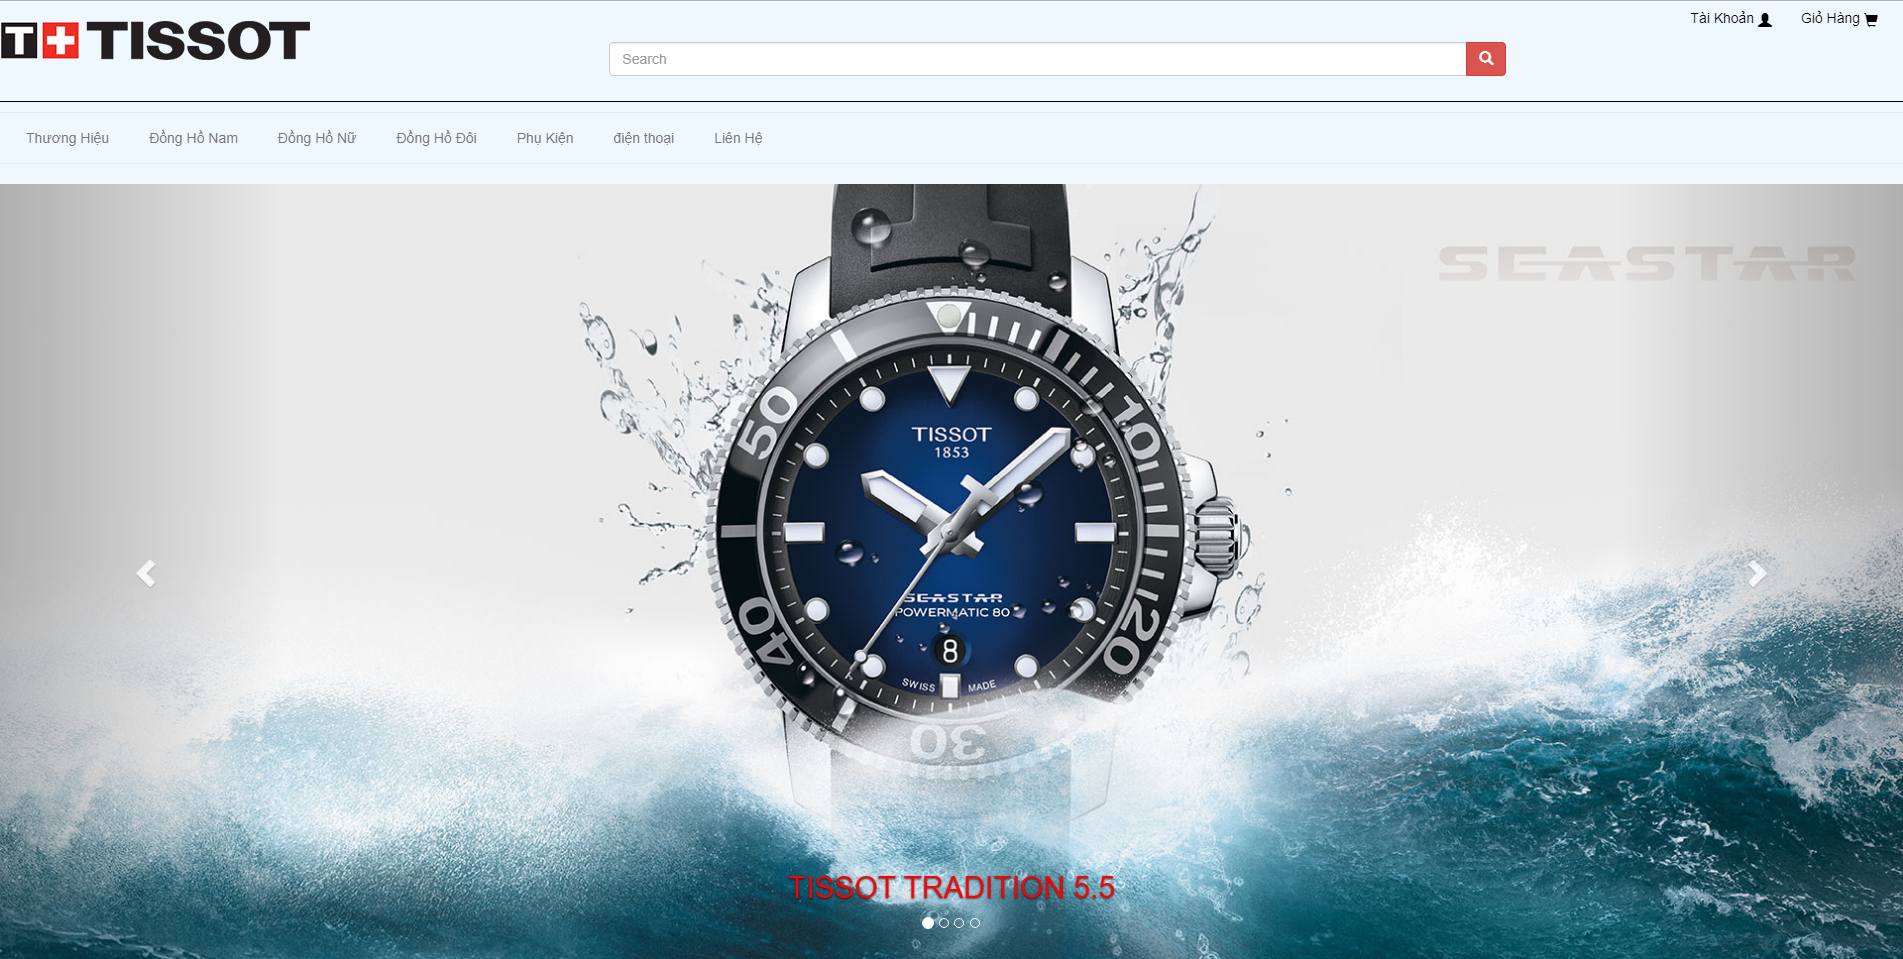 Tài Khoản
Giỏ Hàng
T+ TISSOT
Search
Thương Hiệu
Đồng Hồ Nam
Đồng Hồ Nữ
Đồng Hồ Đôi
Phụ Kiện
điện thoại
Liên Hệ
SEASTAR
50
10
TISSOT
1853
SEASTAR
POWERMATIC 80
40
20
8
SWISS MADE
30
TISSOT TRADITION 5.5